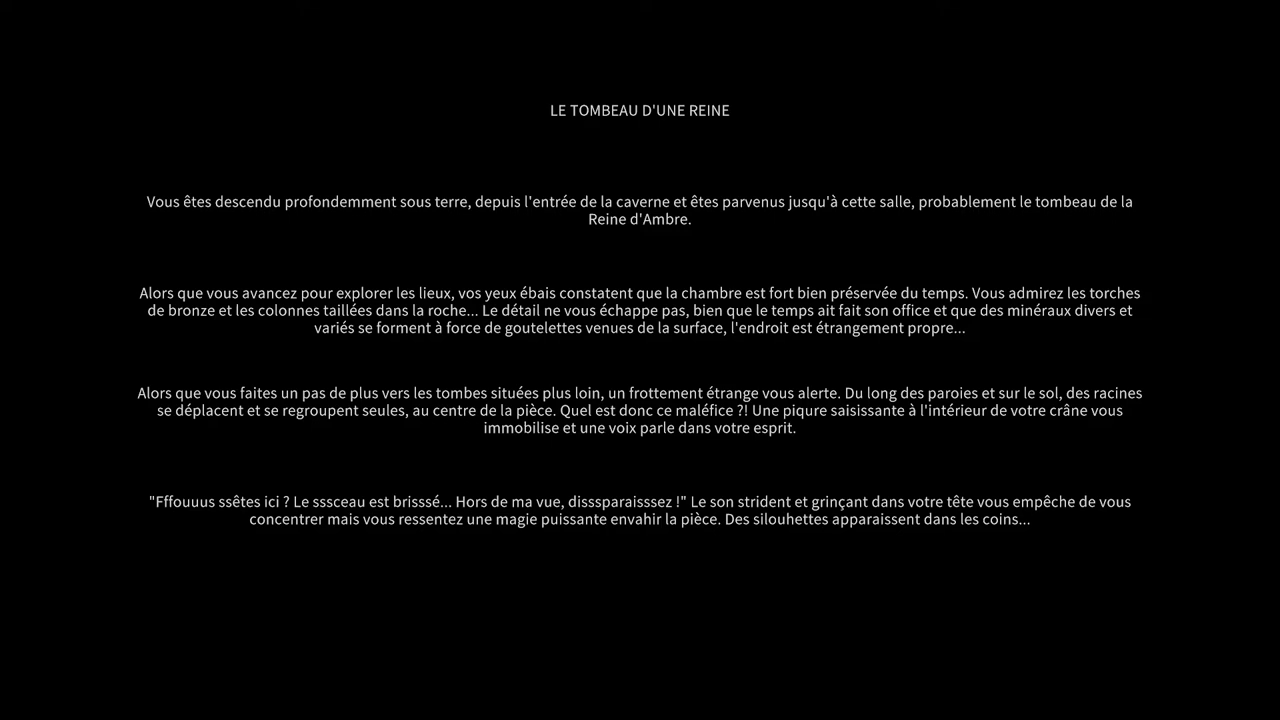 LE TOMBEAU D'UNE REINE
Vous êtes descendu profondemment sous terre, depuis l'entrée de la caverne et êtes parvenus jusqu'à cette salle, probablement le tombeau de la
Reine d'Ambre.
Alors que vous avancez pour explorer les lieux, vos yeux ébais constatent que la chambre est fort bien préservée du temps. Vous admirez les torches
de bronze et les colonnes taillées dans la roche... Le détail ne vous échappe pas, bien que le temps ait fait son office et que des minéraux divers et
variés se forment à force de goutelettes venues de la surface, l'endroit est étrangement propre...
Alors que vous faites un pas de plus vers les tombes situées plus loin, un frottement étrange vous alerte. Du long des paroies et sur le sol, des racines
se déplacent et se regroupent seules, au centre de la pièce. Quel est donc ce maléfice ?! Une piqure saisissante à l'intérieur de votre crâne vous
immobilise et une voix parle dans votre esprit.
"Fffouuus ssêtes ici ? Le sssceau est brisssé... Hors de ma vue, disssparaisssez !" Le son strident et grinçant dans votre tête vous empêche de vous
concentrer mais vous ressentez une magie puissante envahir la pièce. Des silouhettes apparaissent dans les coins...